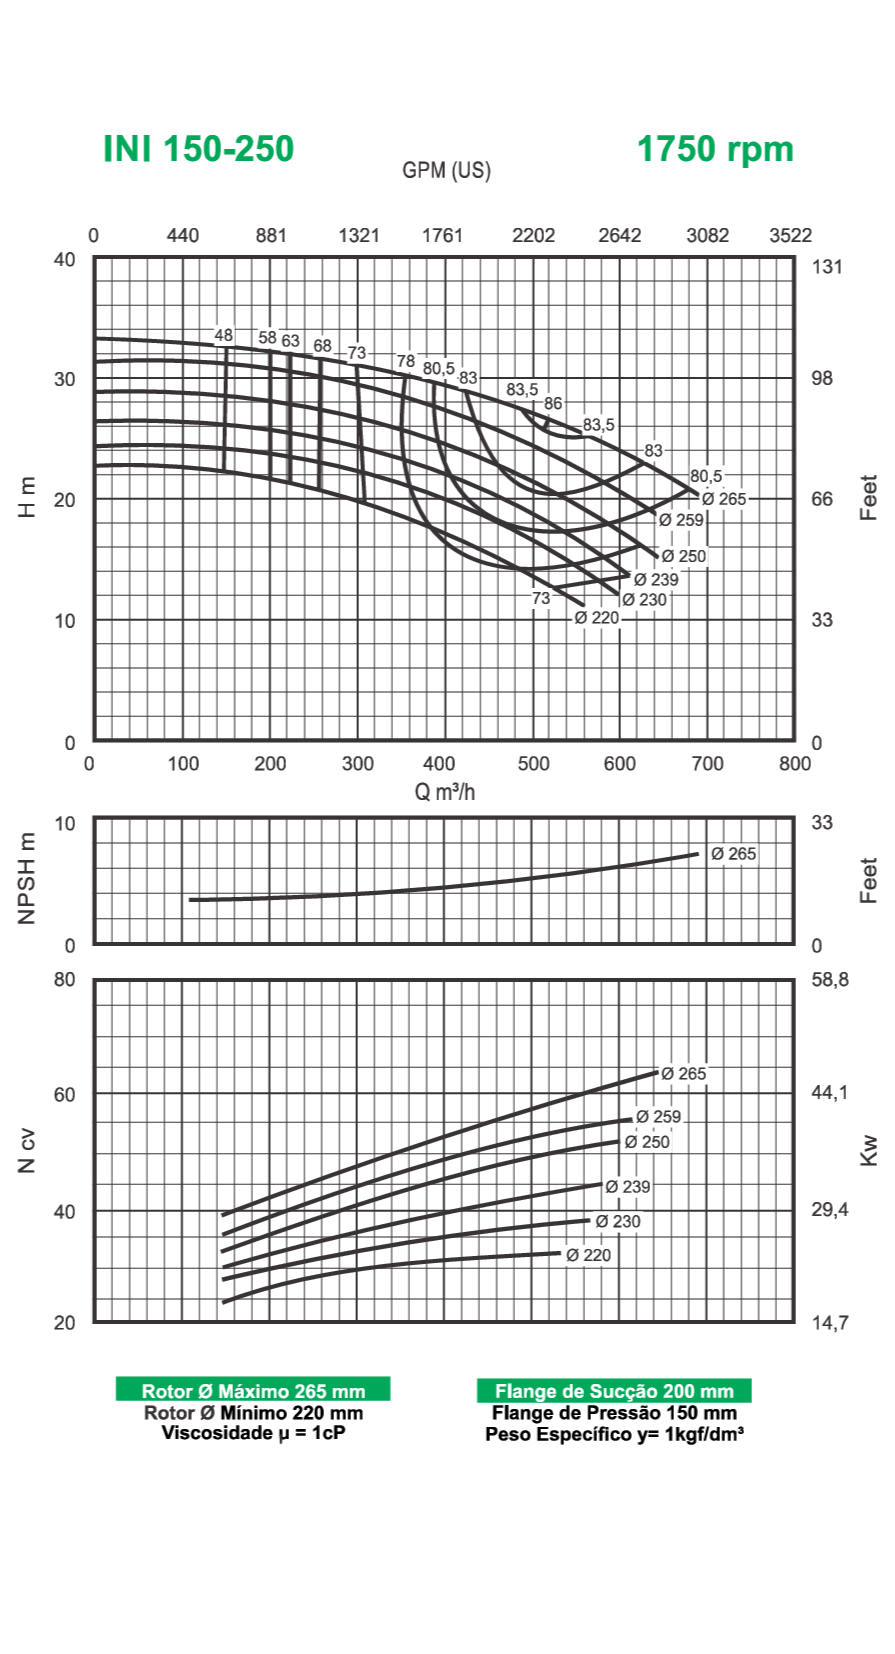 INI 150-250 1750 rpm
GPM (US)
0 440 881 1321 1761 2202 2642 3082 3522
40 131
48 58 63 68 73 78 80,5 83
30 98
83,5 86 83,5
83
80,5
20 66
Ø 265
Ø 259
Ø 250
Ø 239
73 Ø 230
Ø 220
10 33
H m Feet
0 0
0 100 200 300 400 500 600 700 800
Q m³/h
10 33
Ø 265
NPSH m Feet
0 0
80 58,8
Ø 265
60 44,1
Ø 259
Ø 250
N cv Kw
Ø 239
40 29,4
Ø 230
Ø 220
20 14,7
Rotor Ø Máximo 265 mm Flange de Sucção 200 mm
Rotor Ø Mínimo 220 mm Flange de Pressão 150 mm
Viscosidade µ = 1cP Peso Específico y= 1kgf/dm³